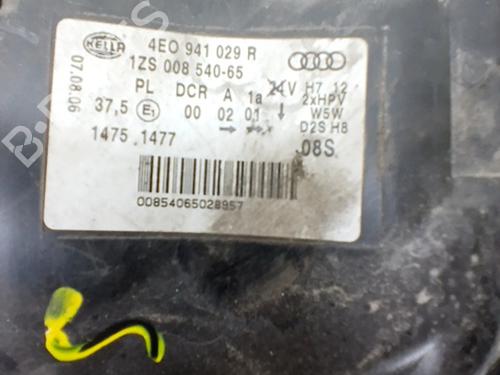 HELLA
4E0 941 029 R
1ZS 008 540-65
07.08.06
PL DCR A 1a 24V H7 12
37,5 E1 00 02 01 2xHPV
W5W
1475 1477 D2S H8
08S
00854065028957